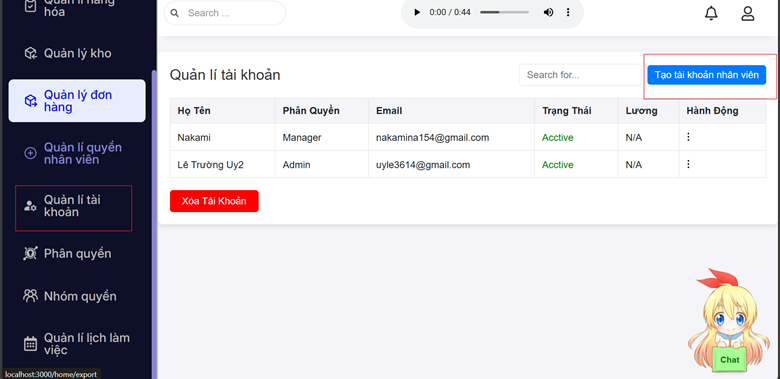 Quản lí hàng
hóa
Quản lý kho
Quản lý đơn
hàng
Quản lí quyền
nhân viên
Quản lí tài
khoản
Phân quyền
Nhóm quyền
Quản lí lịch làm
việc
localhost:3000/home/export
Search ...
0:00 / 0:44
Quản lí tài khoản
Search for...
Tạo tài khoản nhân viên
Họ Tên Phân Quyền Email Trạng Thái Lương Hành Động
Nakami Manager nakamina154@gmail.com Acctive N/A
Lê Trường Uy2 Admin uyle3614@gmail.com Acctive N/A
Xóa Tài Khoản
Chat